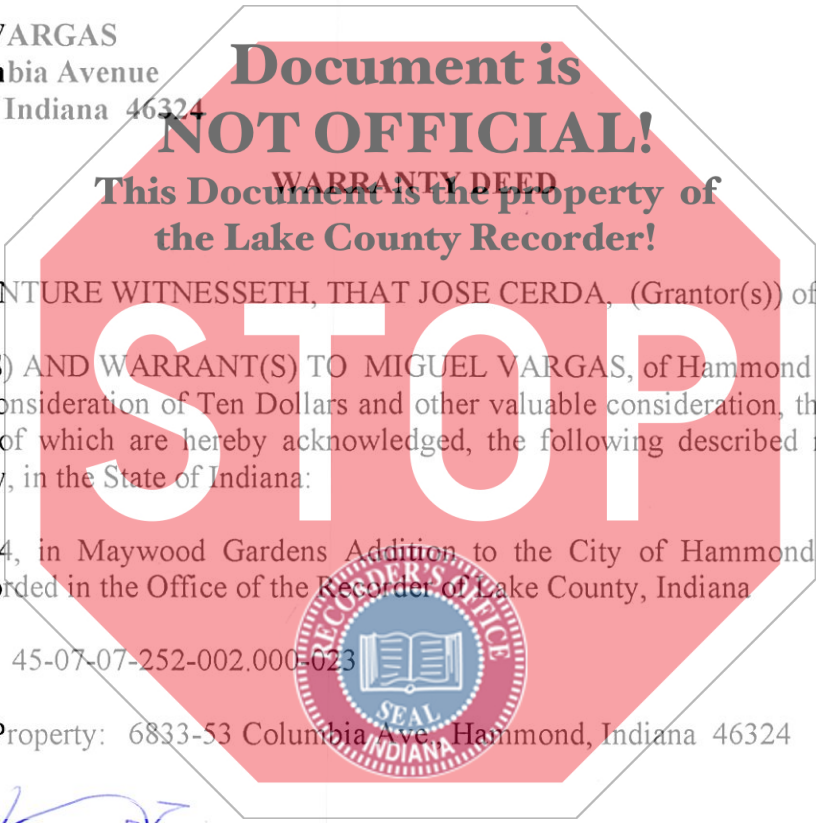 VARGAS
bia Avenue
Indiana 46324
Document is
NOT OFFICIAL!
WARRANTY DEED
This Document is the property of
the Lake County Recorder!
NTURE WITNESSETH, THAT JOSE CERDA, (Grantor(s)) of
S) AND WARRANT(S) TO MIGUEL VARGAS, of Hammond
onsideration of Ten Dollars and other valuable consideration, th
of which are hereby acknowledged, the following described
y, in the State of Indiana:
STOP
4, in Maywood Gardens Addition to the City of Hammond
rded in the Office of the Recorder of Lake County, Indiana
RECORDER'S OFFICE
SEAL
INDIANA
45-07-07-252-002.000-023
Property: 6833-53 Columbia Ave, Hammond, Indiana 46324